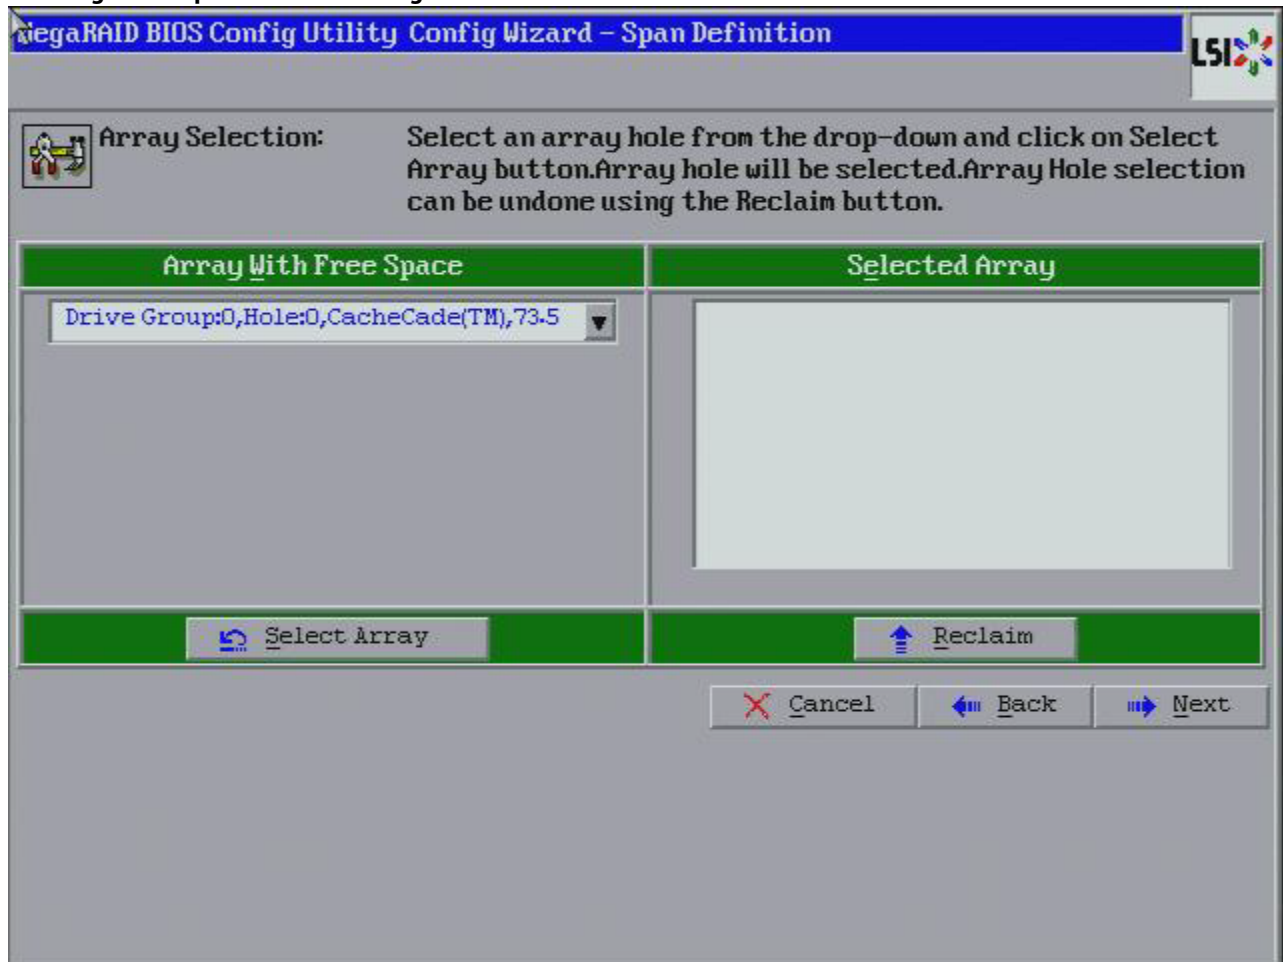 MegaRAID BIOS Config Utility Config Wizard – Span Definition
LSI
Array Selection:
Select an array hole from the drop-down and click on Select
Array button.Array hole will be selected.Array Hole selection
can be undone using the Reclaim button.
Array With Free Space
Selected Array
Drive Group:0,Hole:0,CacheCade(TM),73.5
Select Array
Reclaim
Cancel
Back
Next